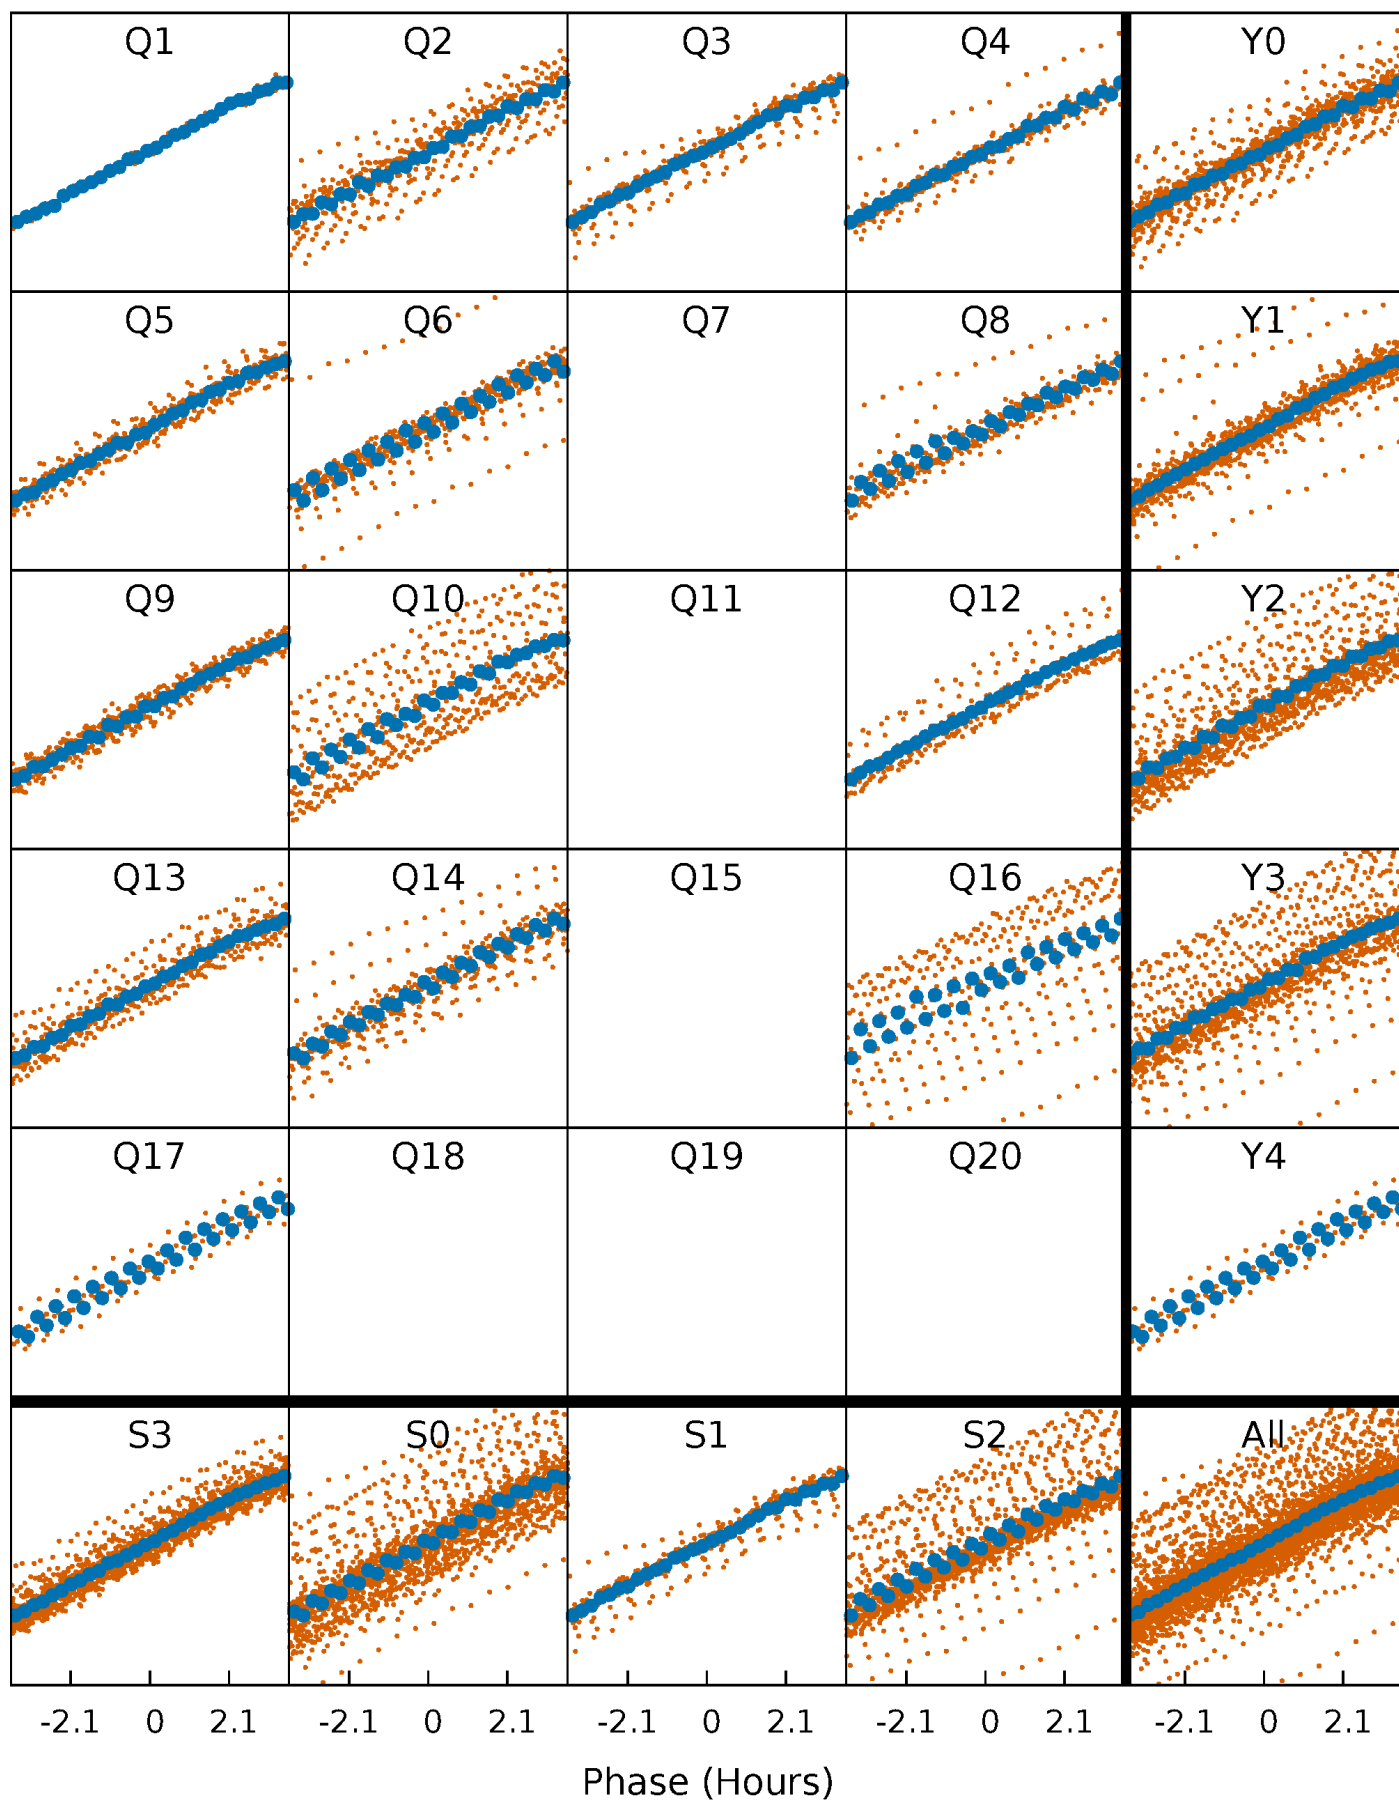 Q1 Q2 Q3 Q4 Y0
Q5 Q6 Q7 Q8 Y1
Q9 Q10 Q11 Q12 Y2
Q13 Q14 Q15 Q16 Y3
Q17 Q18 Q19 Q20 Y4
S3 S0 S1 S2 All
-2.1 0 2.1 -2.1 0 2.1 -2.1 0 2.1 -2.1 0 2.1 -2.1 0 2.1
Phase (Hours)